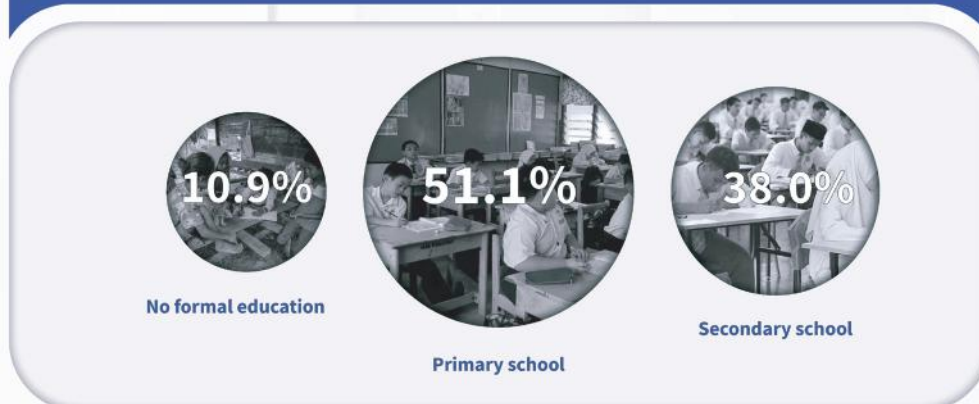 10.9%
No formal education
51.1%
Primary school
38.0%
Secondary school